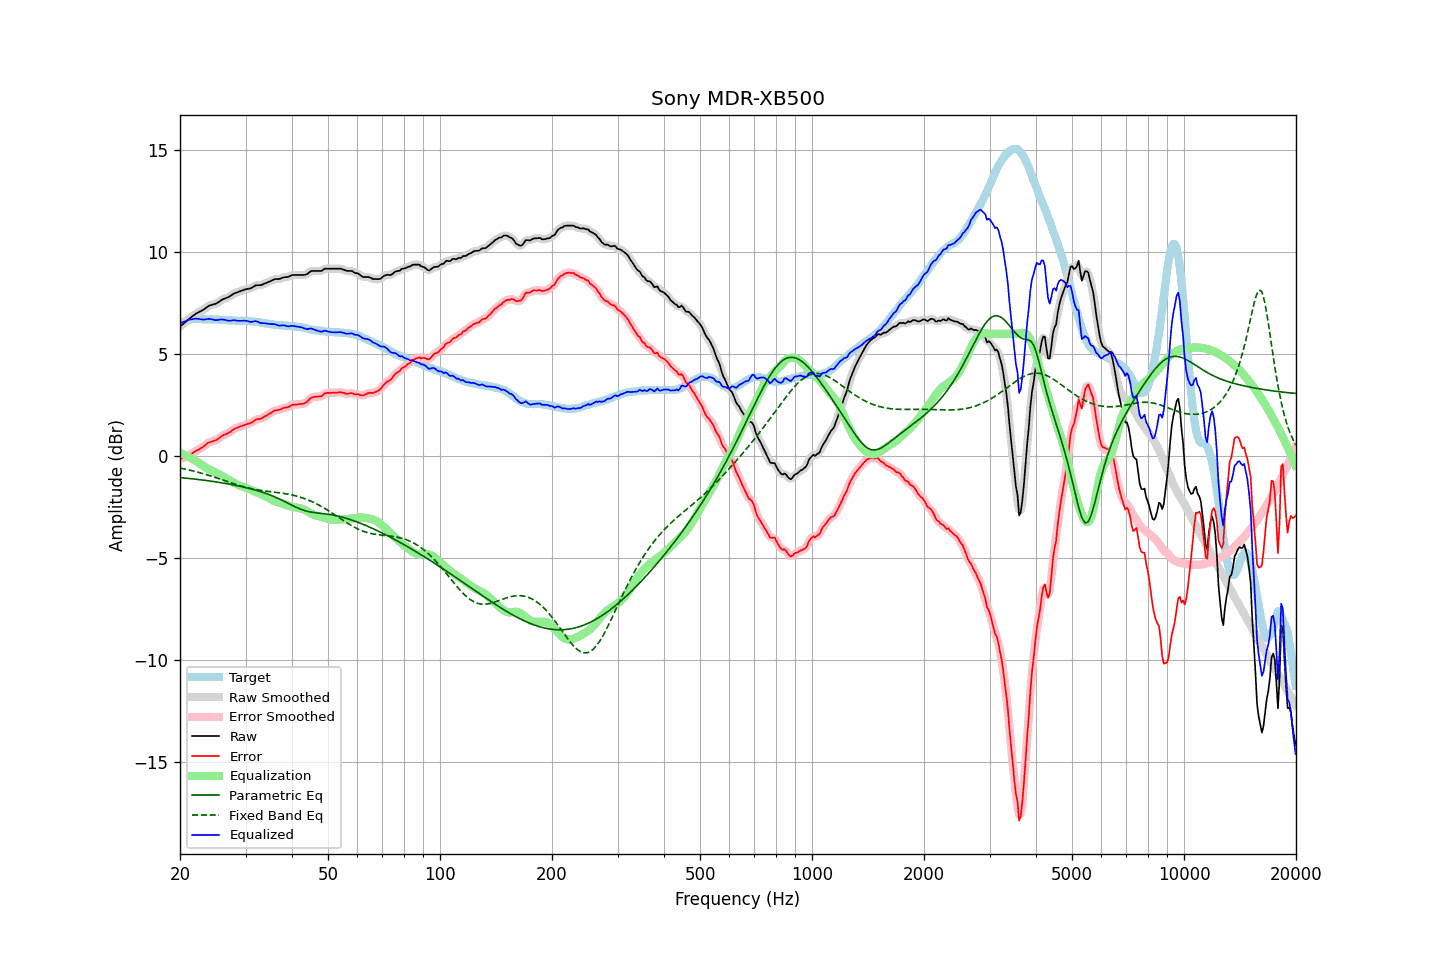 Sony MDR-XB500
Amplitude (dBr)
15
10
5
0
−5
−10
−15
Target
Raw Smoothed
Error Smoothed
Raw
Error
Equalization
Parametric Eq
Fixed Band Eq
Equalized
20 50 100 200 500 1000 2000 5000 10000 20000
Frequency (Hz)